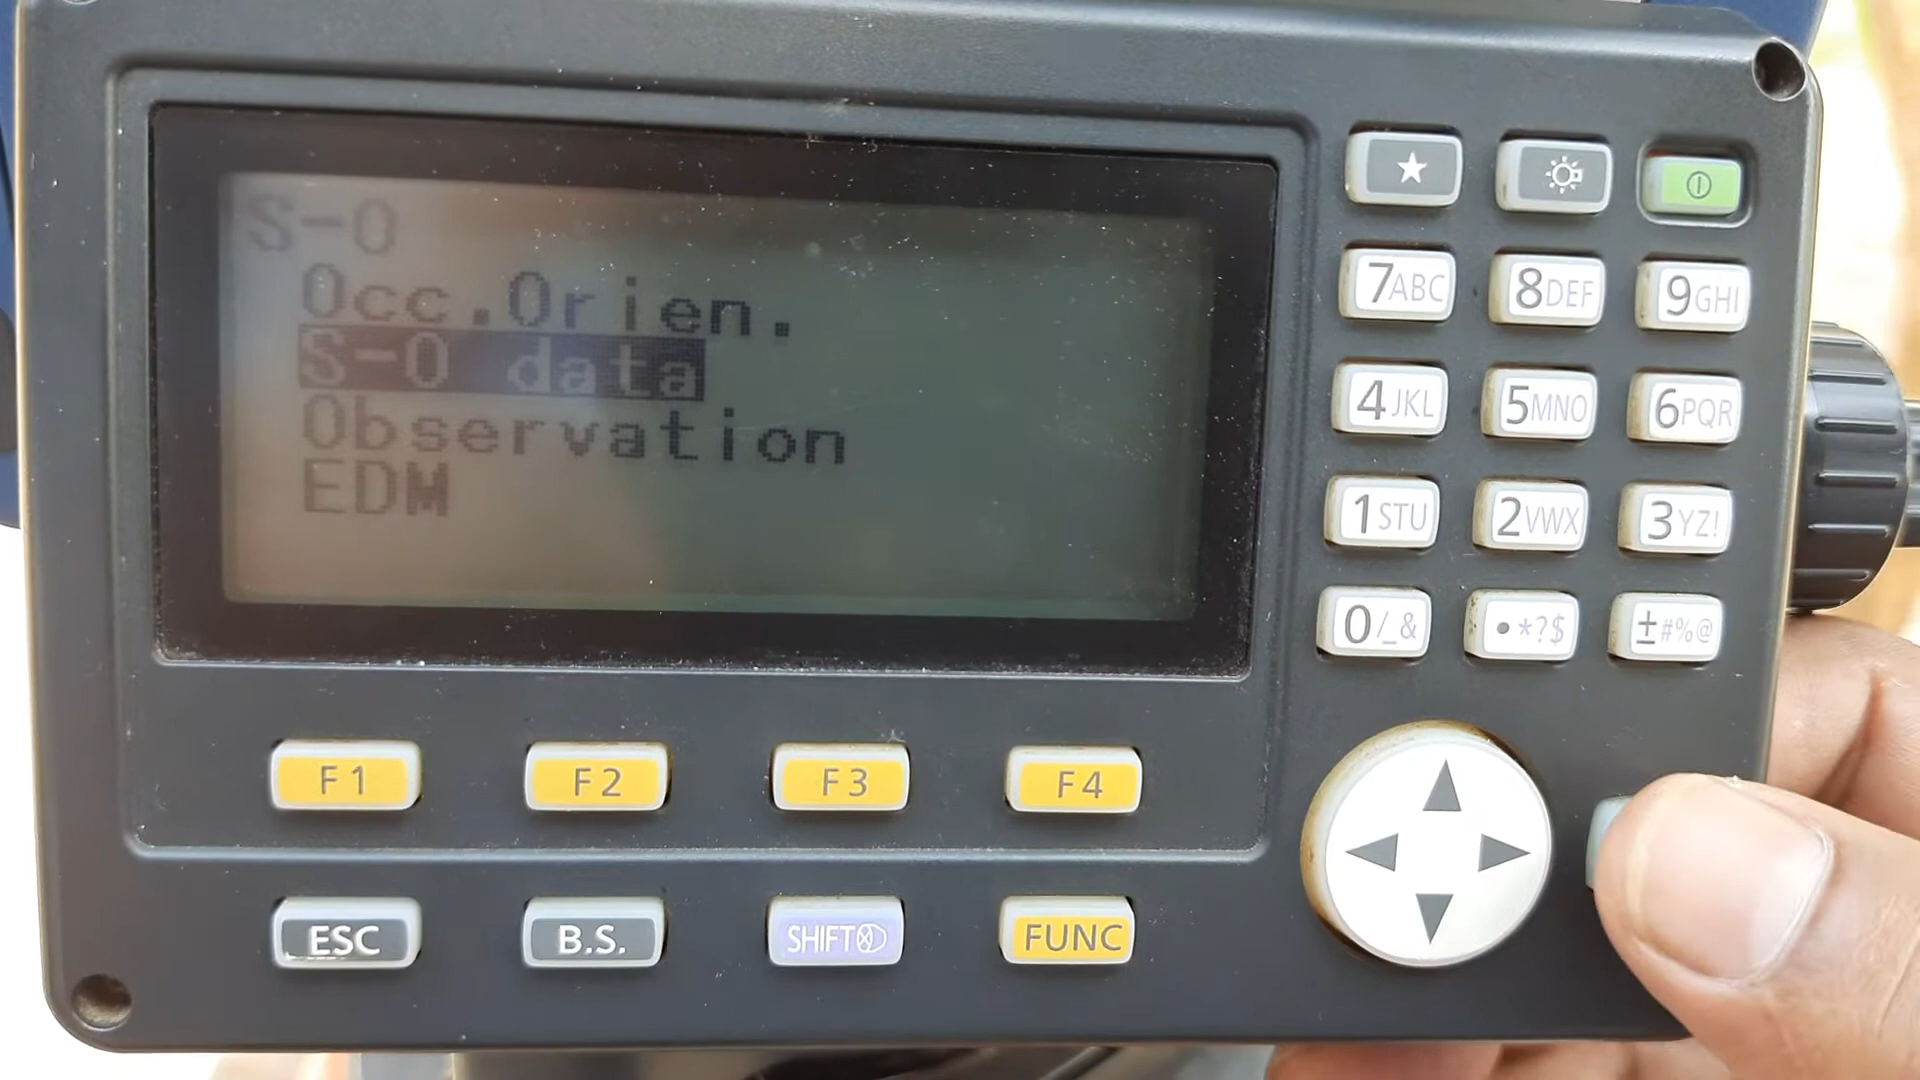 S-O
Occ.Orien.
S-O data
Observation
EDM
★
7ABC 8DEF 9GHI
4JKL 5MNO 6PQR
1STU 2VWX 3YZ!
0/_& •*?$ ±#%@
F1 F2 F3 F4
ESC B.S. SHIFT FUNC